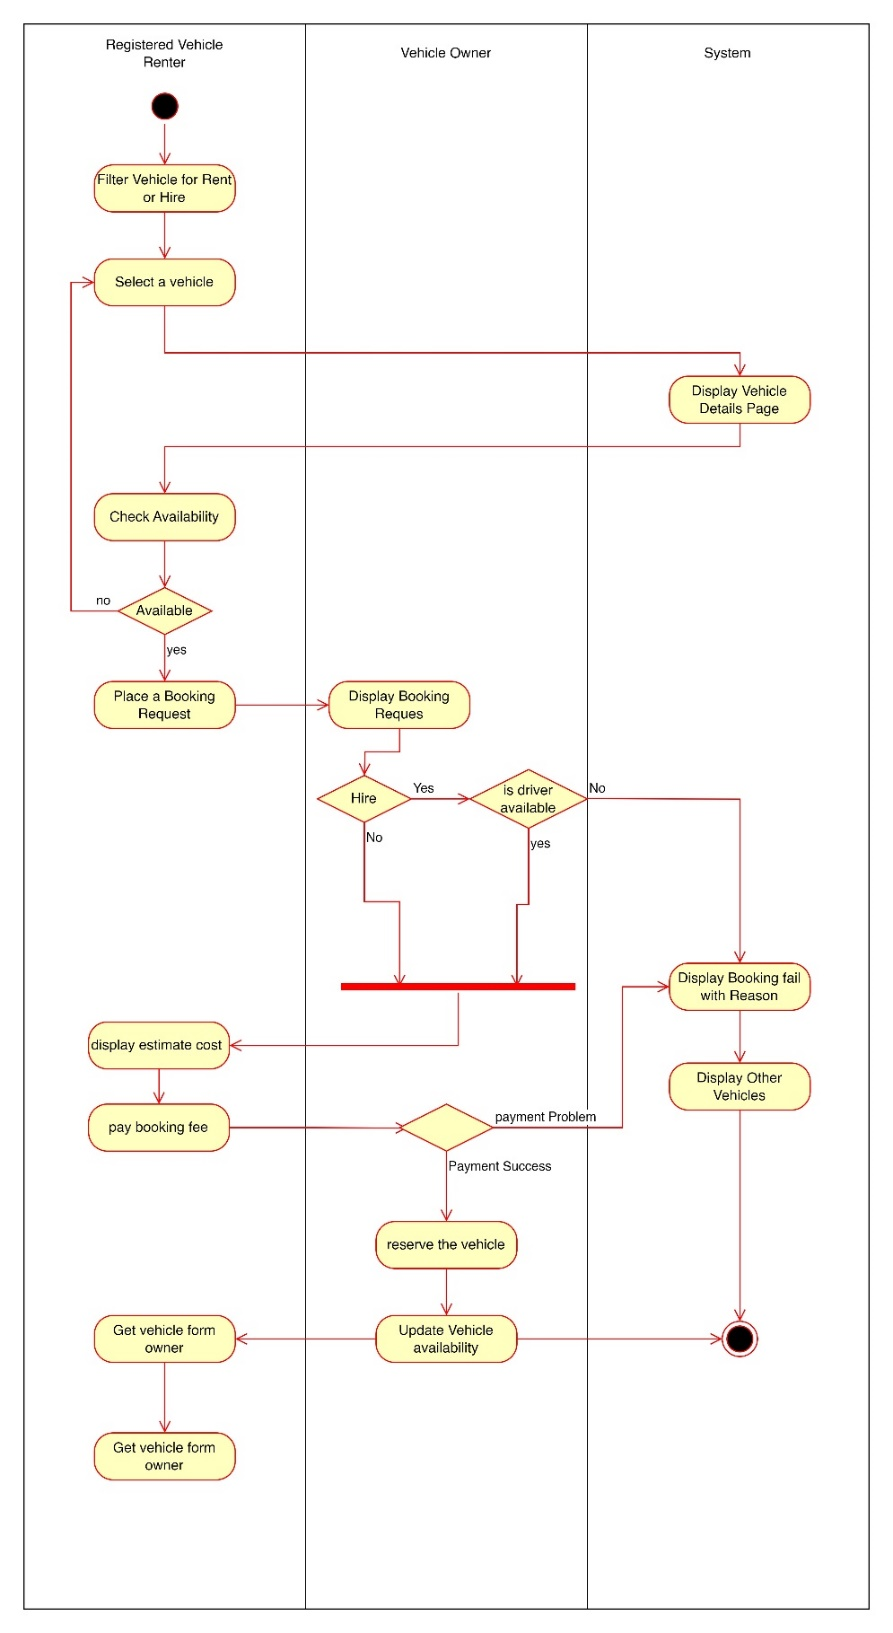 Registered Vehicle
Renter
Vehicle Owner
System
Filter Vehicle for Rent
or Hire
Select a vehicle
Display Vehicle
Details Page
Check Availability
no
Available
yes
Place a Booking
Request
Display Booking
Reques
Hire
Yes
is driver
available
No
No
yes
Display Booking fail
with Reason
display estimate cost
Display Other
Vehicles
pay booking fee
payment Problem
Payment Success
reserve the vehicle
Get vehicle form
owner
Update Vehicle
availability
Get vehicle form
owner